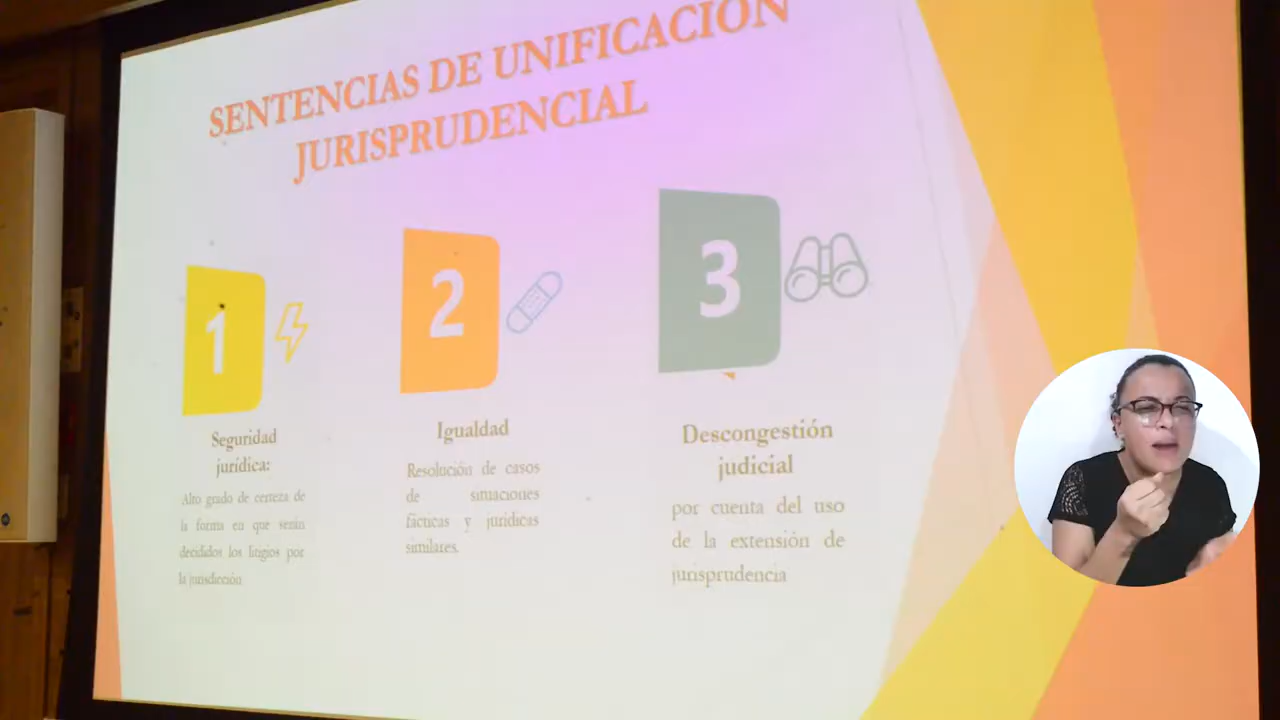 SENTENCIAS DE UNIFICACIÓN
JURISPRUDENCIAL
1
Seguridad
jurídica:
Alto grado de certeza de
la forma en que serán
decididos los litigios por
la jurisdicción
2
Igualdad
Resolución de casos
de situaciones
fácticas y jurídicas
similares.
3
Descongestión
judicial
por cuenta del uso
de la extensión de
jurisprudencia